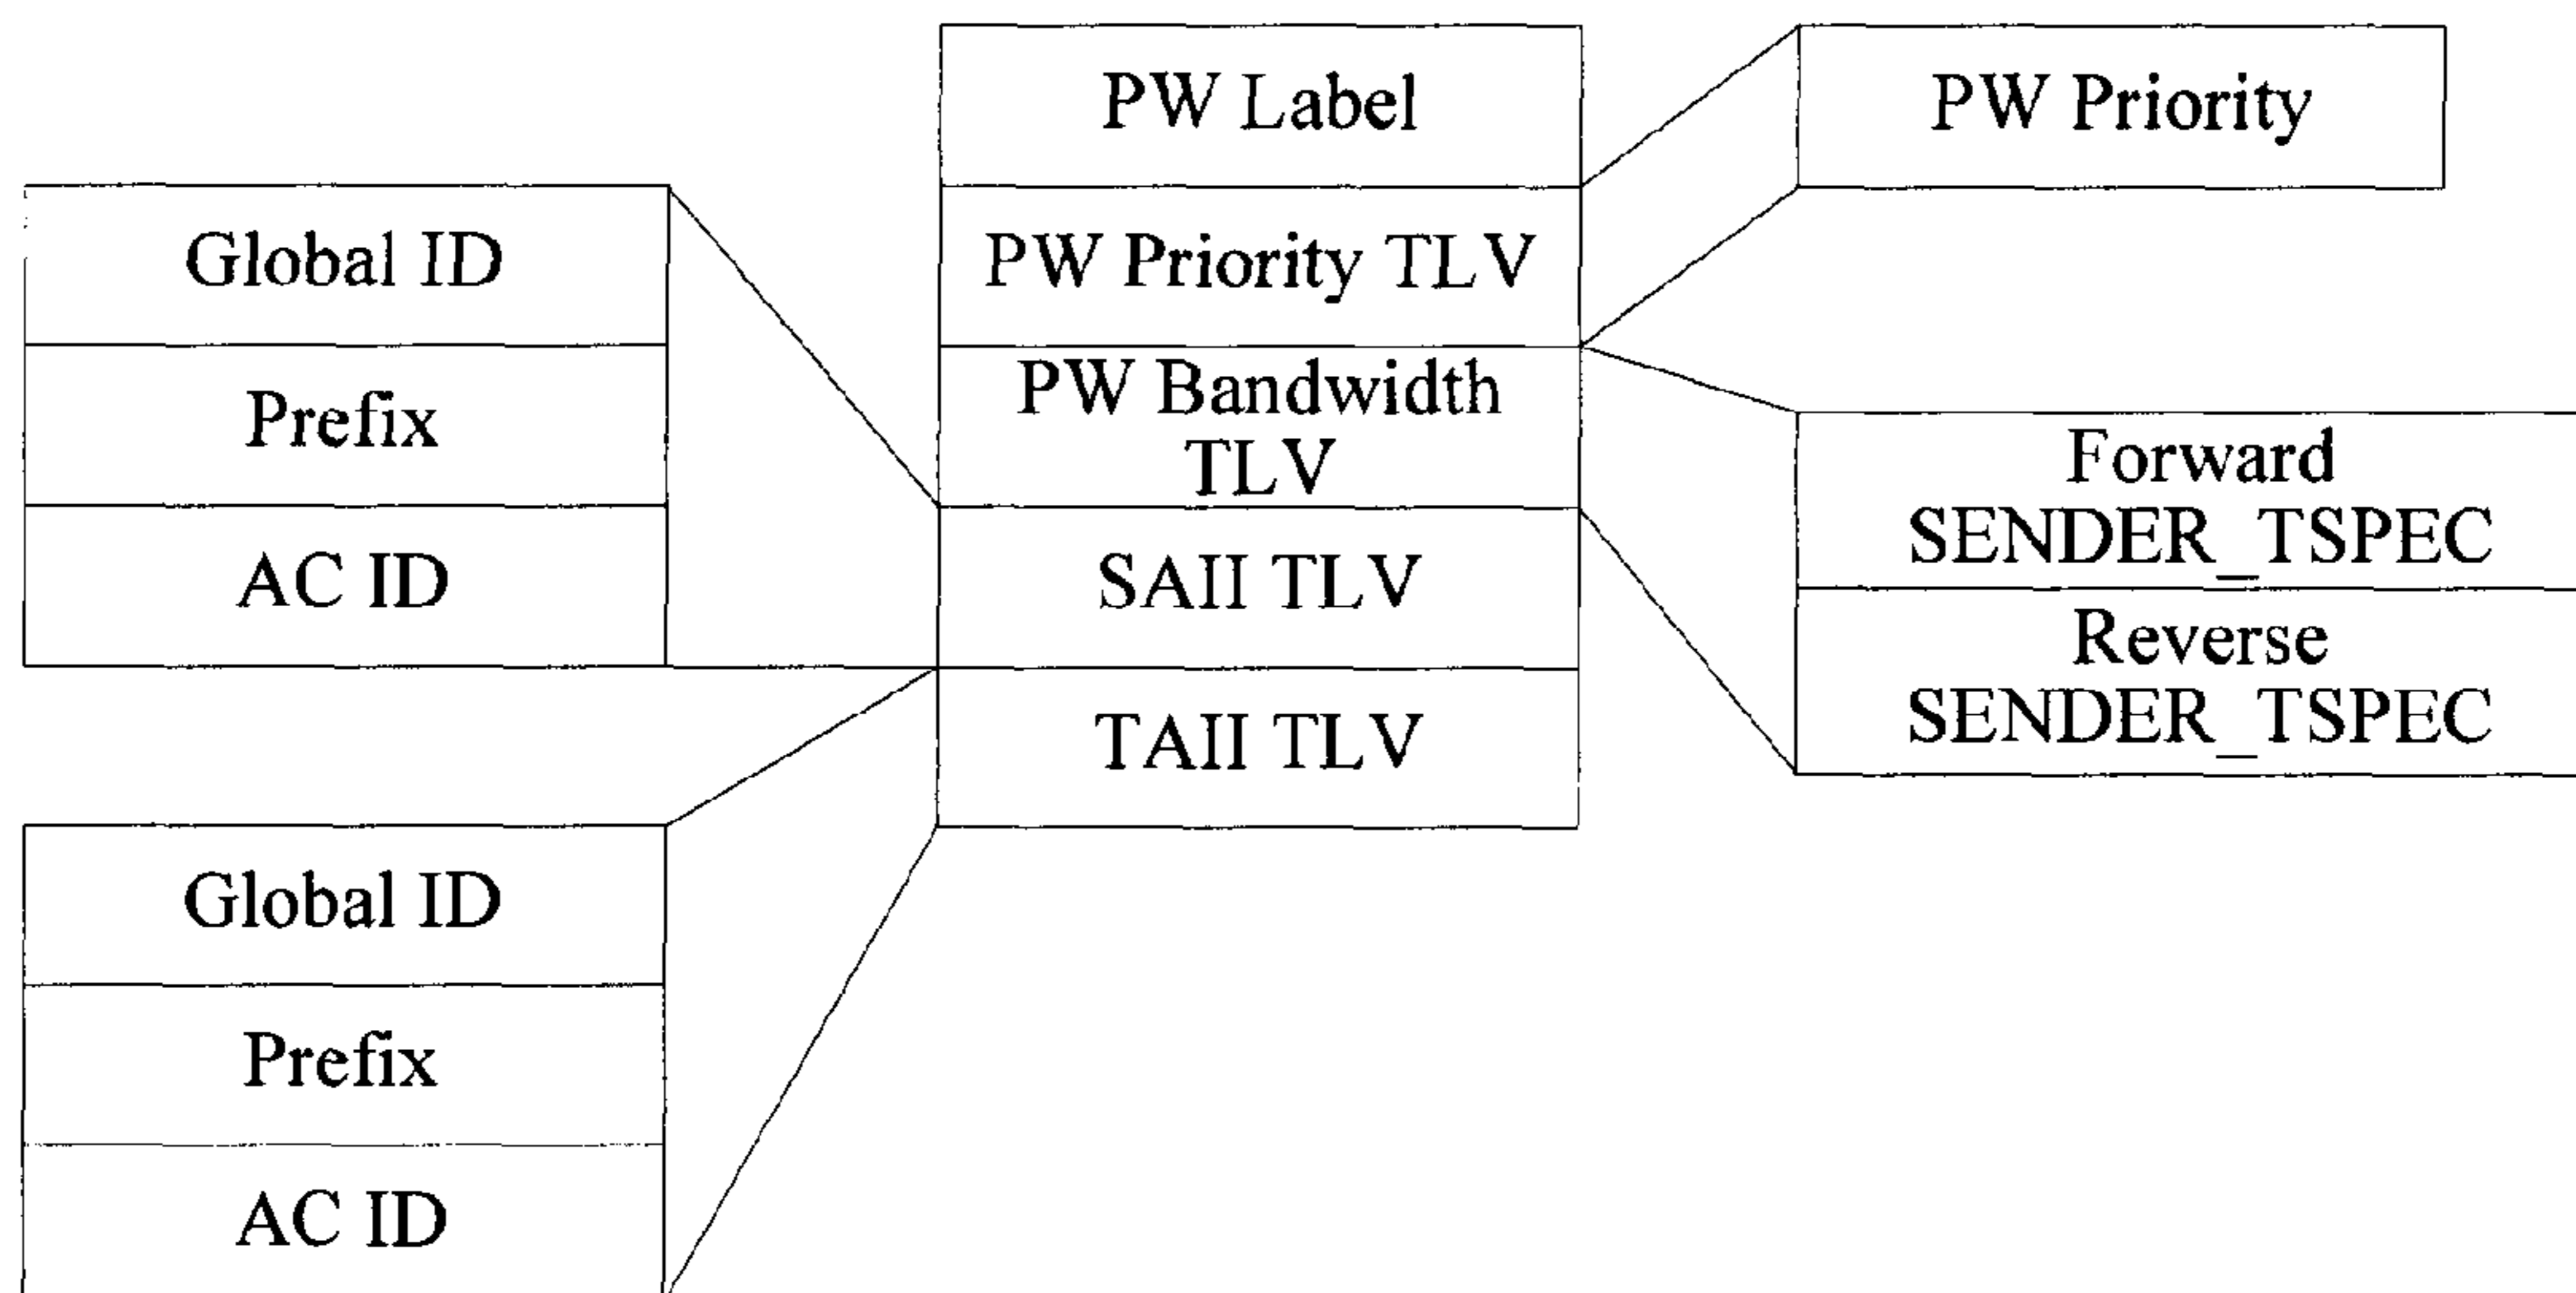 PW Label
PW Priority TLV
PW Bandwidth
TLV
SAII TLV
TAII TLV
PW Priority
Forward
SENDER_TSPEC
Reverse
SENDER_TSPEC
Global ID
Prefix
AC ID
Global ID
Prefix
AC ID